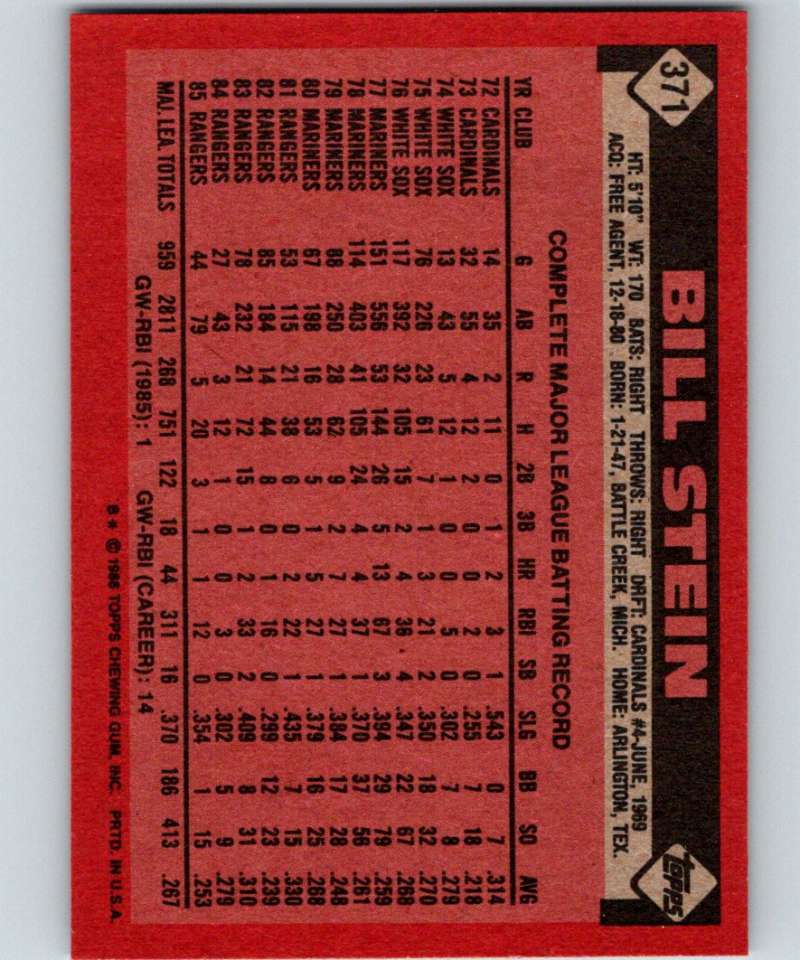 371
BILL STEIN
topps
HT: 5'10" WT: 170 BATS: RIGHT THROWS: RIGHT DRFT: CARDINALS #4-JUNE, 1969
ACQ: FREE AGENT, 12-18-80 BORN: 1-21-47, BATTLE CREEK, MICH. HOME: ARLINGTON, TEX.
COMPLETE MAJOR LEAGUE BATTING RECORD
YR CLUB G AB R H 2B 3B HR RBI SB SLG BB SO AVG
72 CARDINALS 14 35 2 11 0 1 2 3 1 .543 0 7 .314
73 CARDINALS 32 55 4 12 2 0 0 2 0 .255 7 18 .218
74 WHITE SOX 13 43 5 12 1 0 0 5 0 .302 7 8 .279
75 WHITE SOX 76 226 23 61 7 1 3 21 2 .350 18 32 .270
76 WHITE SOX 117 392 32 105 15 2 4 36 4 .347 22 67 .268
77 MARINERS 151 556 53 144 26 5 13 67 3 .394 29 79 .259
78 MARINERS 114 403 41 105 24 4 4 37 1 .370 37 56 .261
79 MARINERS 88 250 28 62 9 2 7 27 1 .384 17 28 .248
80 MARINERS 67 198 16 53 5 1 5 27 1 .379 16 25 .268
81 RANGERS 53 115 21 38 6 0 2 22 1 .435 7 15 .330
82 RANGERS 85 184 14 44 8 0 1 16 0 .299 12 23 .239
83 RANGERS 78 232 21 72 15 1 2 33 2 .409 8 31 .310
84 RANGERS 27 43 3 12 1 0 0 3 0 .302 5 9 .279
85 RANGERS 44 79 5 20 3 1 1 12 0 .354 1 15 .253
MAJ. LEA. TOTALS 959 2811 268 751 122 18 44 311 16 .370 186 413 .267
GW-RBI (1985): 1 GW-RBI (CAREER): 14
B* © 1986 TOPPS CHEWING GUM, INC. PRTD. IN U.S.A.